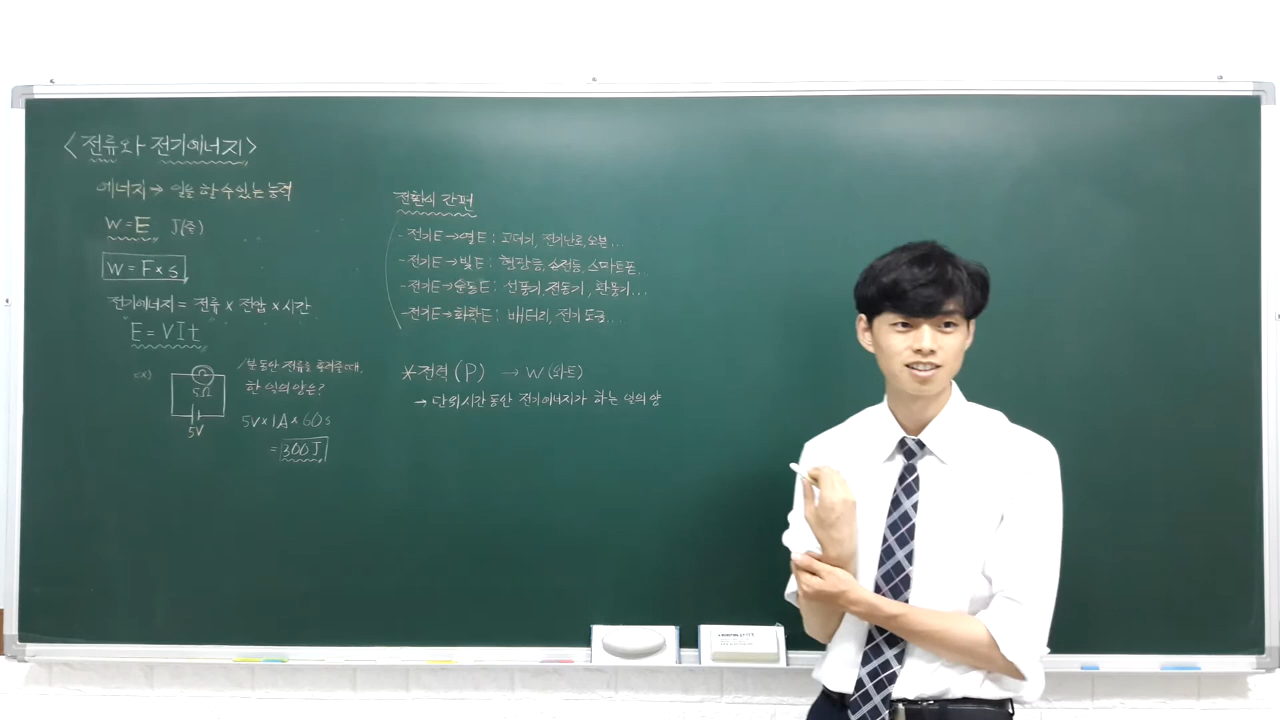 <전류와 전기에너지>
에너지 → 일을 할 수 있는 능력
W = E J(줄)
W = F × s
전기에너지 = 전류 × 전압 × 시간
E = VIt
ex)
5Ω
5V
1분 동안 전류를 흘려줄 때,
한 일의 양은?
5V × 1A × 60s
= 300J
전환의 간편
- 전기E → 열E : 고데기, 전기난로, 오븐...
- 전기E → 빛E : 형광등, 손전등, 스마트폰...
- 전기E → 운동E : 선풍기, 전동기, 환풍기...
- 전기E → 화학E : 배터리, 전기 도금...
* 전력 (P) → W (와트)
→ 단위시간 동안 전기에너지가 하는 일의 양